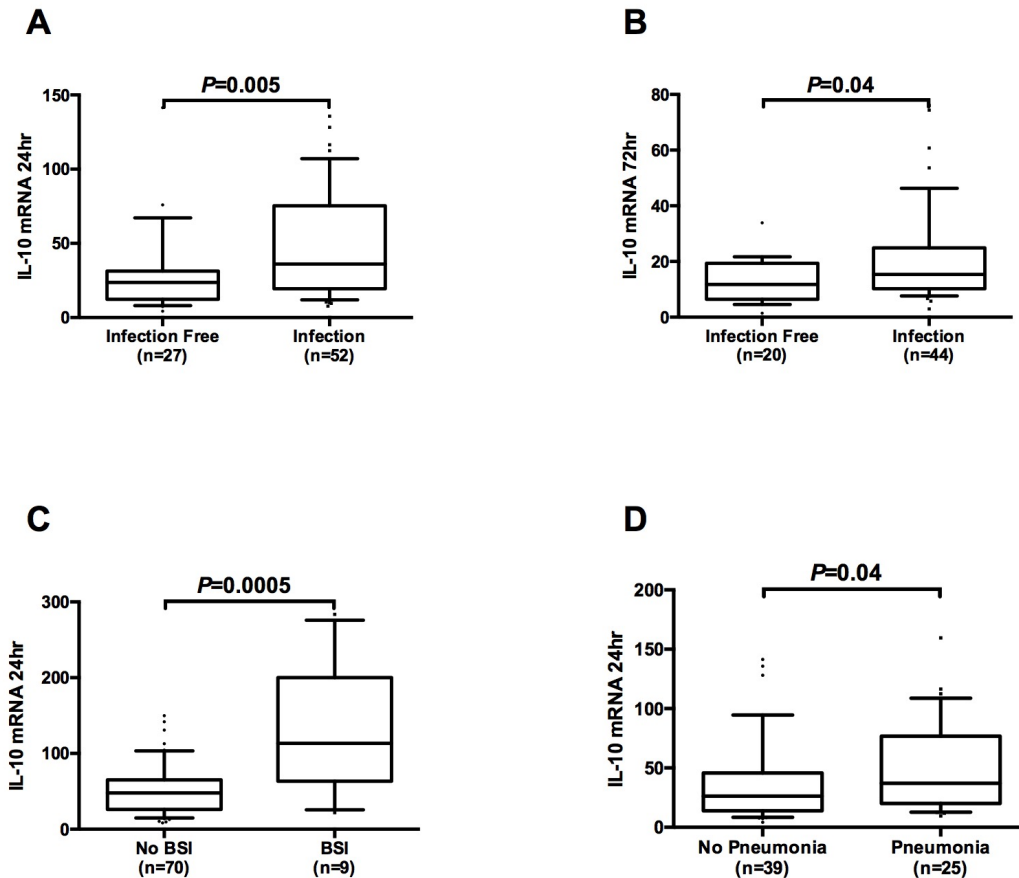 A
P=0.005
IL-10 mRNA 24hr
150
100
50
0
Infection Free
(n=27)
Infection
(n=52)
B
P=0.04
IL-10 mRNA 72hr
80
60
40
20
0
Infection Free
(n=20)
Infection
(n=44)
C
P=0.0005
IL-10 mRNA 24hr
300
200
100
0
No BSI
(n=70)
BSI
(n=9)
D
P=0.04
IL-10 mRNA 24hr
200
150
100
50
0
No Pneumonia
(n=39)
Pneumonia
(n=25)